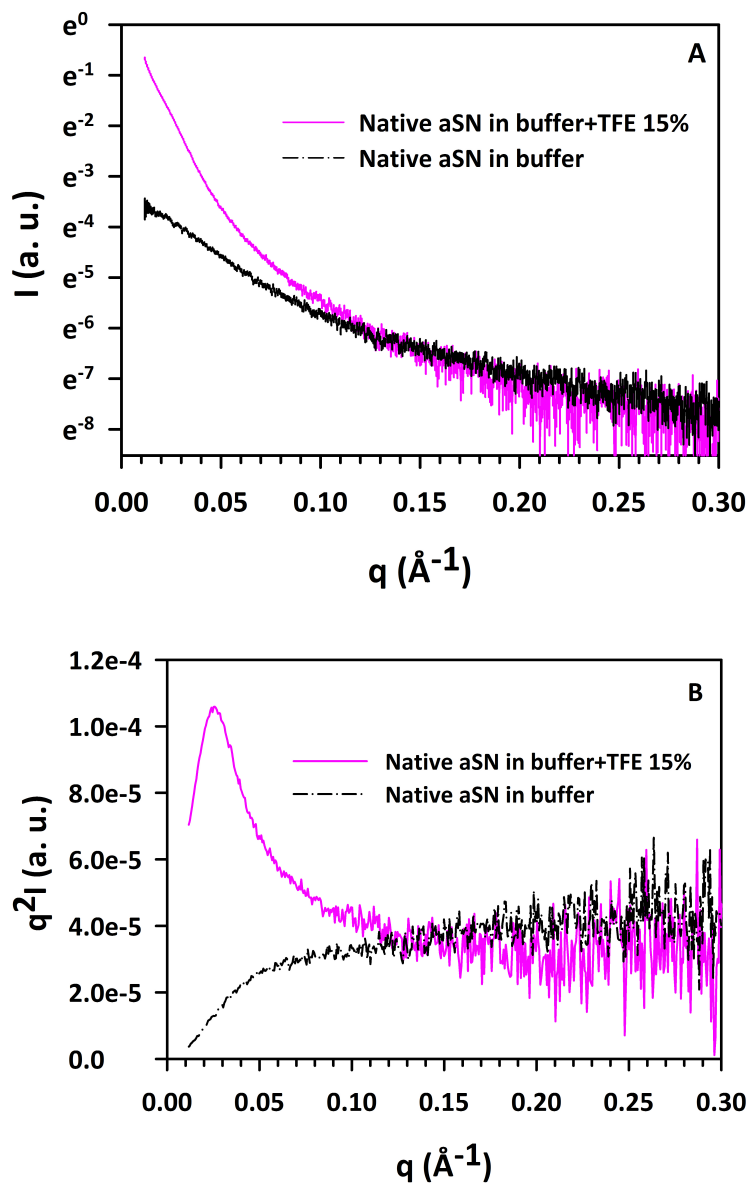 A
e⁰
e⁻¹
e⁻²
e⁻³
e⁻⁴
e⁻⁵
e⁻⁶
e⁻⁷
e⁻⁸
I (a. u.)
Native aSN in buffer+TFE 15%
Native aSN in buffer
0.00 0.05 0.10 0.15 0.20 0.25 0.30
q (Å⁻¹)
B
1.2e-4
1.0e-4
8.0e-5
6.0e-5
4.0e-5
2.0e-5
0.0
q²I (a. u.)
Native aSN in buffer+TFE 15%
Native aSN in buffer
0.00 0.05 0.10 0.15 0.20 0.25 0.30
q (Å⁻¹)